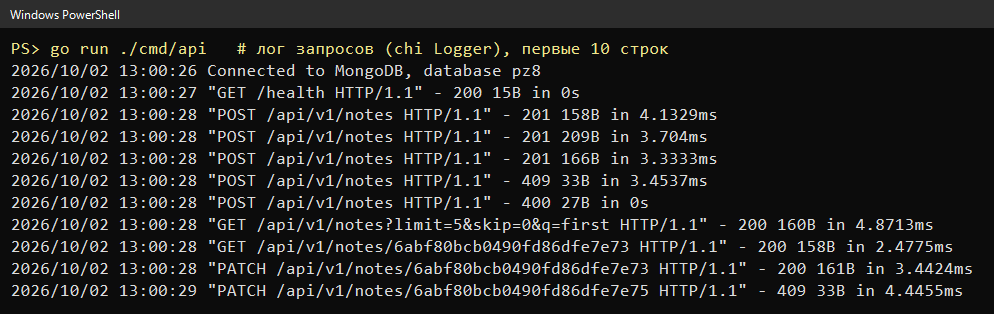 Windows PowerShell
PS> go run ./cmd/api   # лог запросов (chi Logger), первые 10 строк
2026/10/02 13:00:26 Connected to MongoDB, database pz8
2026/10/02 13:00:27 "GET /health HTTP/1.1" - 200 15B in 0s
2026/10/02 13:00:28 "POST /api/v1/notes HTTP/1.1" - 201 158B in 4.1329ms
2026/10/02 13:00:28 "POST /api/v1/notes HTTP/1.1" - 201 209B in 3.704ms
2026/10/02 13:00:28 "POST /api/v1/notes HTTP/1.1" - 201 166B in 3.3333ms
2026/10/02 13:00:28 "POST /api/v1/notes HTTP/1.1" - 409 33B in 3.4537ms
2026/10/02 13:00:28 "POST /api/v1/notes HTTP/1.1" - 400 27B in 0s
2026/10/02 13:00:28 "GET /api/v1/notes?limit=5&skip=0&q=first HTTP/1.1" - 200 160B in 4.8713ms
2026/10/02 13:00:28 "GET /api/v1/notes/6abf80bcb0490fd86dfe7e73 HTTP/1.1" - 200 158B in 2.4775ms
2026/10/02 13:00:28 "PATCH /api/v1/notes/6abf80bcb0490fd86dfe7e73 HTTP/1.1" - 200 161B in 3.4424ms
2026/10/02 13:00:29 "PATCH /api/v1/notes/6abf80bcb0490fd86dfe7e75 HTTP/1.1" - 409 33B in 4.4455ms